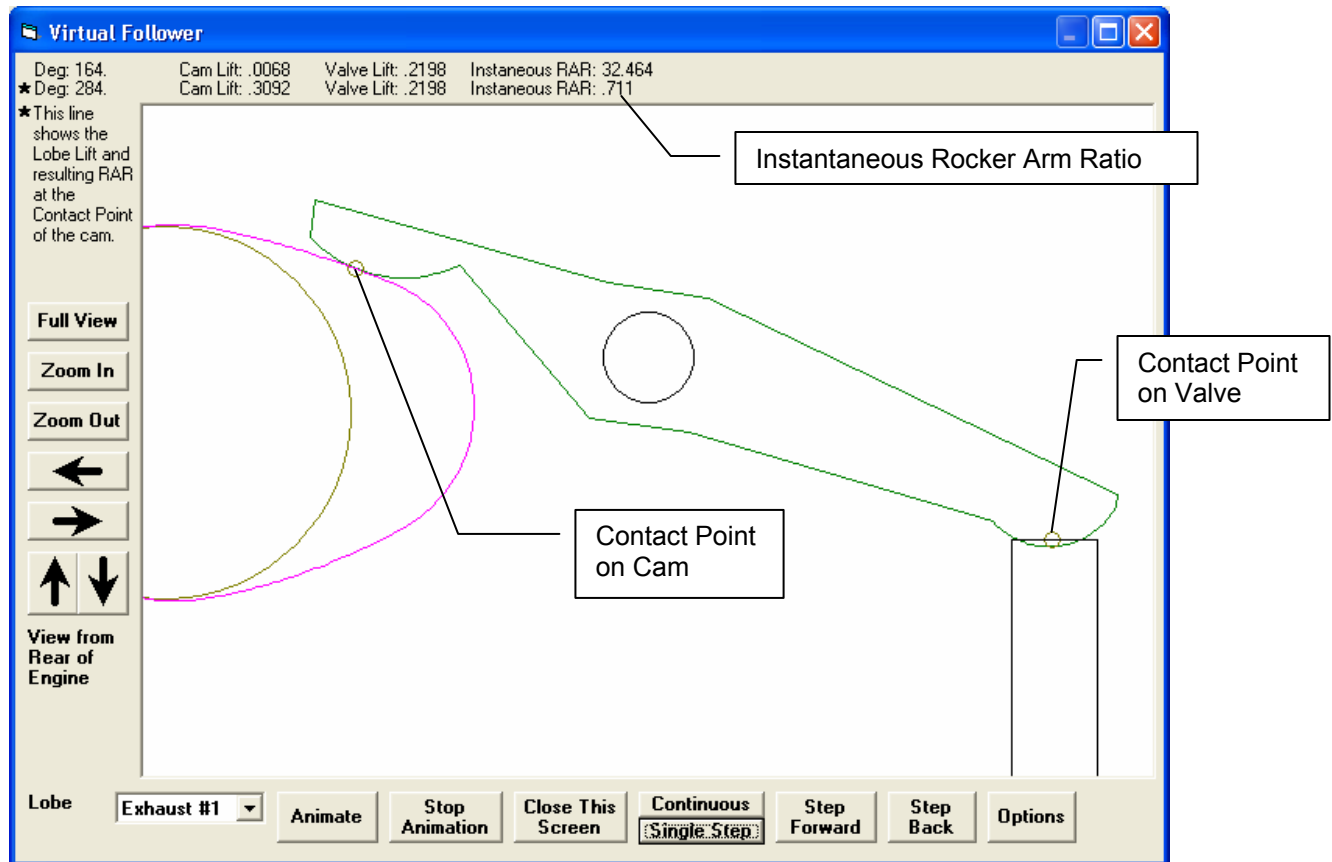 Virtual Follower
Deg: 164. Cam Lift: .0068 Valve Lift: .2198 Instaneous RAR: 32.464
★Deg: 284. Cam Lift: .3092 Valve Lift: .2198 Instaneous RAR: .711
★This line
shows the
Lobe Lift and
resulting RAR
at the
Contact Point
of the cam.
Instantaneous Rocker Arm Ratio
Contact Point
on Valve
Contact Point
on Cam
Full View
Zoom In
Zoom Out
View from
Rear of
Engine
Lobe
Exhaust #1
Animate
Stop
Animation
Close This
Screen
Continuous
Single Step
Step
Forward
Step
Back
Options